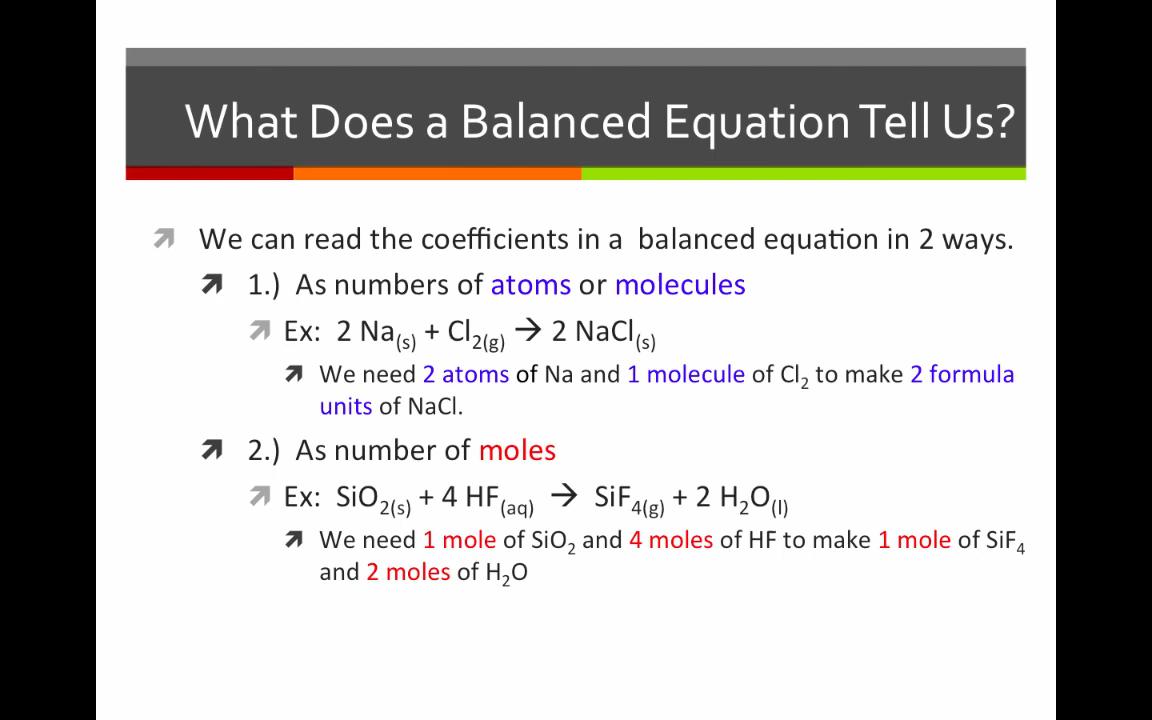 What Does a Balanced Equation Tell Us?
We can read the coefficients in a balanced equation in 2 ways.
1.) As numbers of atoms or molecules
Ex: 2 Na(s) + Cl2(g) → 2 NaCl(s)
We need 2 atoms of Na and 1 molecule of Cl2 to make 2 formula
units of NaCl.
2.) As number of moles
Ex: SiO2(s) + 4 HF(aq) → SiF4(g) + 2 H2O(l)
We need 1 mole of SiO2 and 4 moles of HF to make 1 mole of SiF4
and 2 moles of H2O